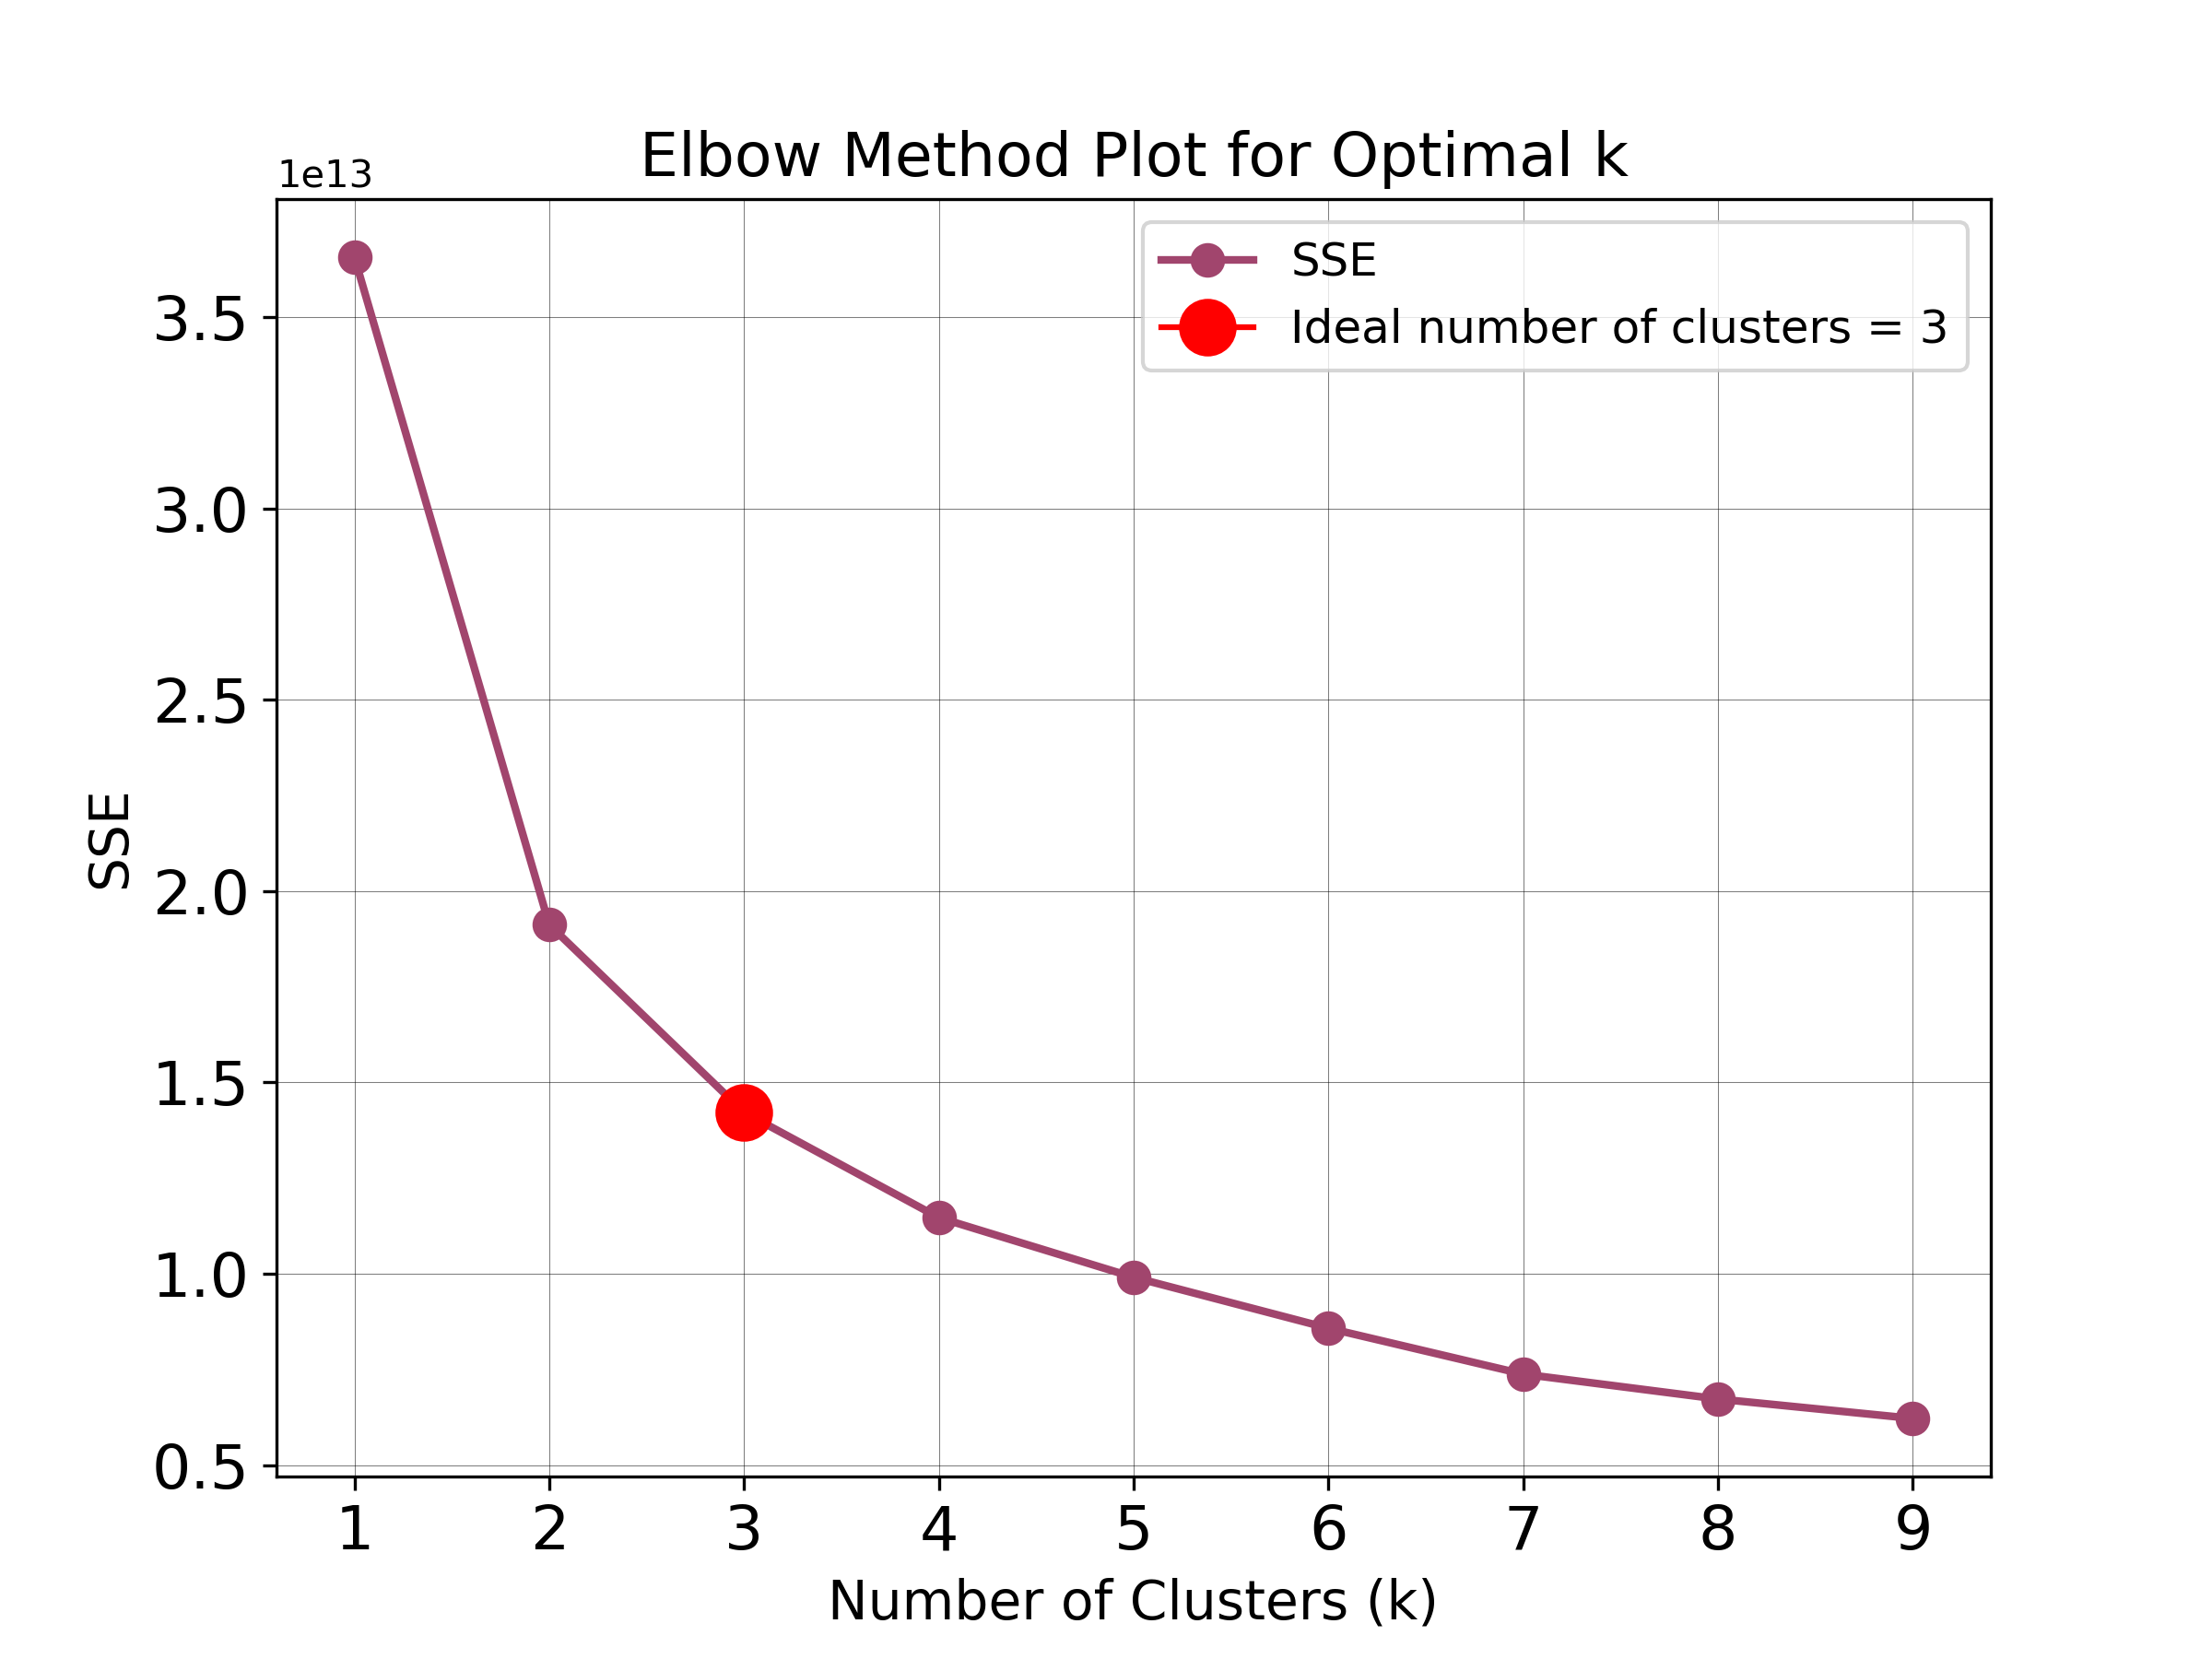 Elbow Method Plot for Optimal k
1e13
SSE
Ideal number of clusters = 3
3.5
3.0
2.5
2.0
1.5
1.0
0.5
SSE
1 2 3 4 5 6 7 8 9
Number of Clusters (k)